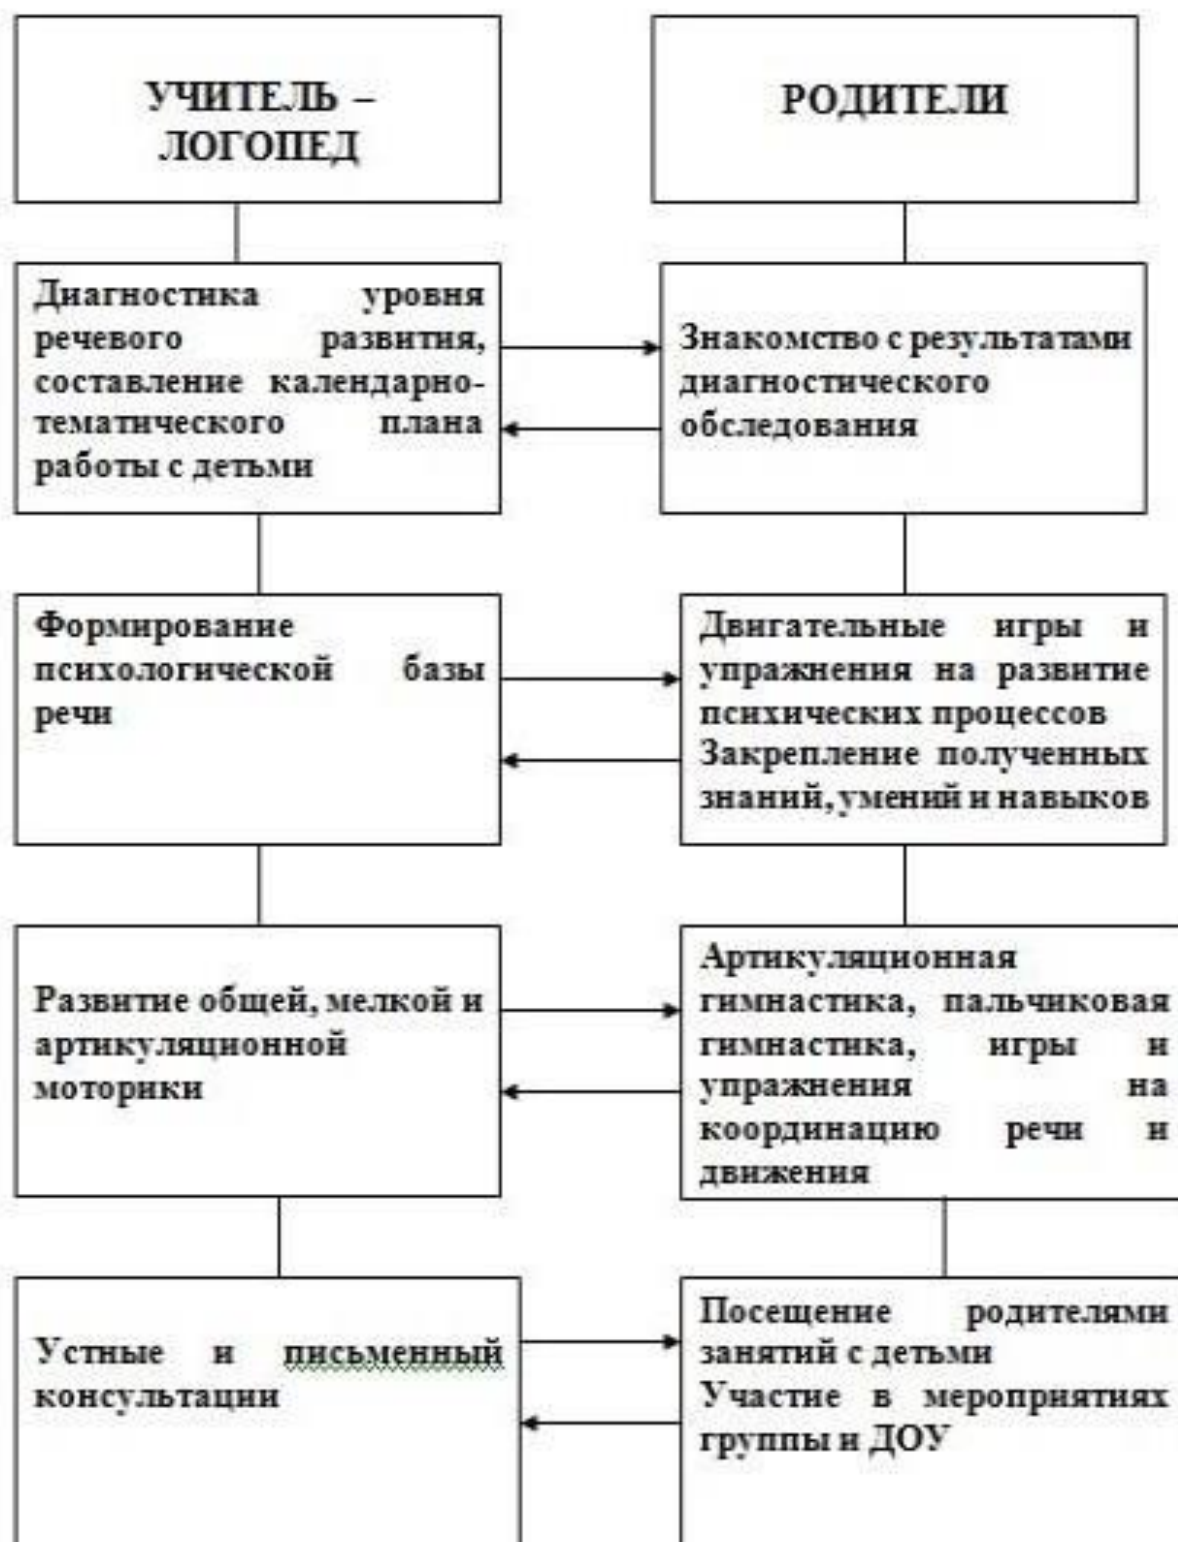 УЧИТЕЛЬ –
ЛОГОПЕД
РОДИТЕЛИ
Диагностика уровня
речевого развития,
составление календарно-
тематического плана
работы с детьми
Знакомство с результатами
диагностического
обследования
Формирование
психологической базы
речи
Двигательные игры и
упражнения на развитие
психических процессов
Закрепление полученных
знаний, умений и навыков
Развитие общей, мелкой и
артикуляционной
моторики
Артикуляционная
гимнастика, пальчиковая
гимнастика, игры и
упражнения на
координацию речи и
движения
Устные и письменный
консультации
Посещение родителями
занятий с детьми
Участие в мероприятиях
группы и ДОУ